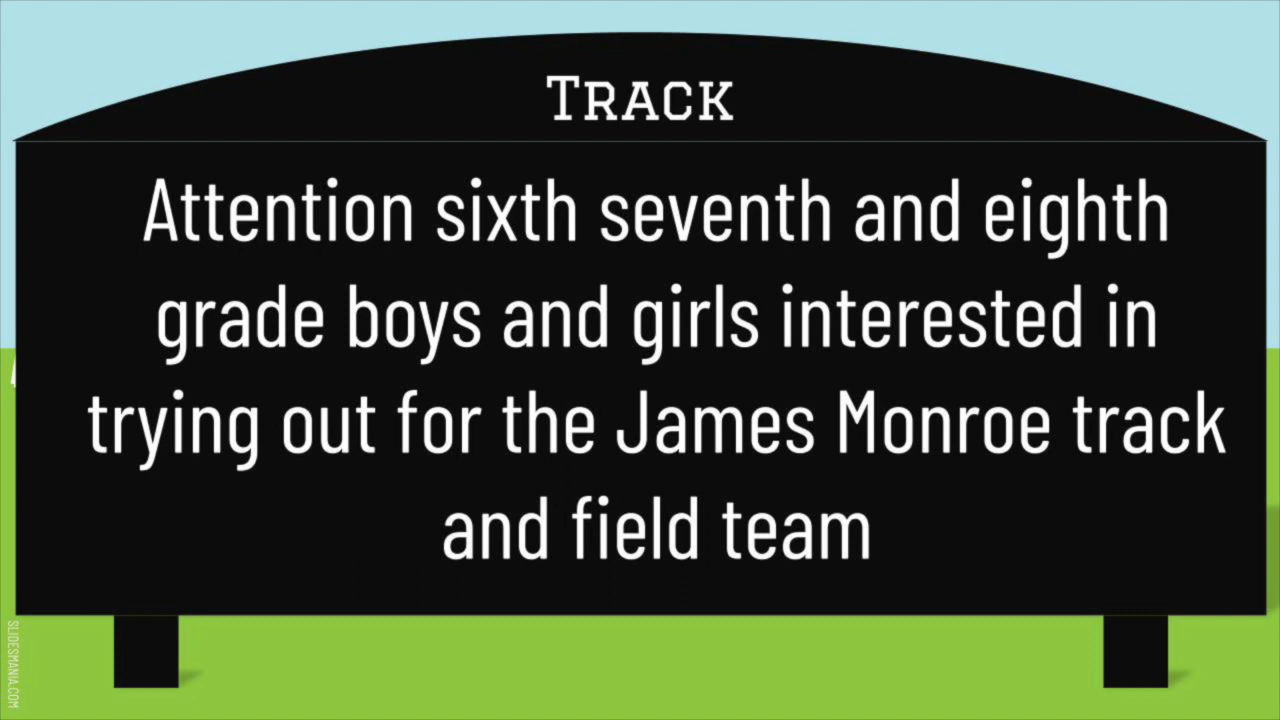 Track
Attention sixth seventh and eighth
grade boys and girls interested in
trying out for the James Monroe track
and field team
SLIDESMANIA.COM